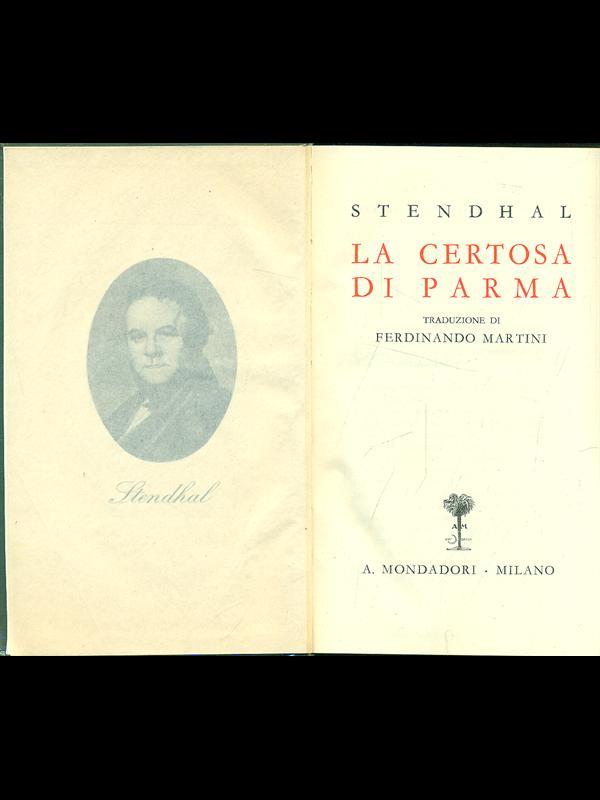 Stendhal
STENDHAL
LA CERTOSA
DI PARMA
TRADUZIONE DI
FERDINANDO MARTINI
A M
A. MONDADORI · MILANO